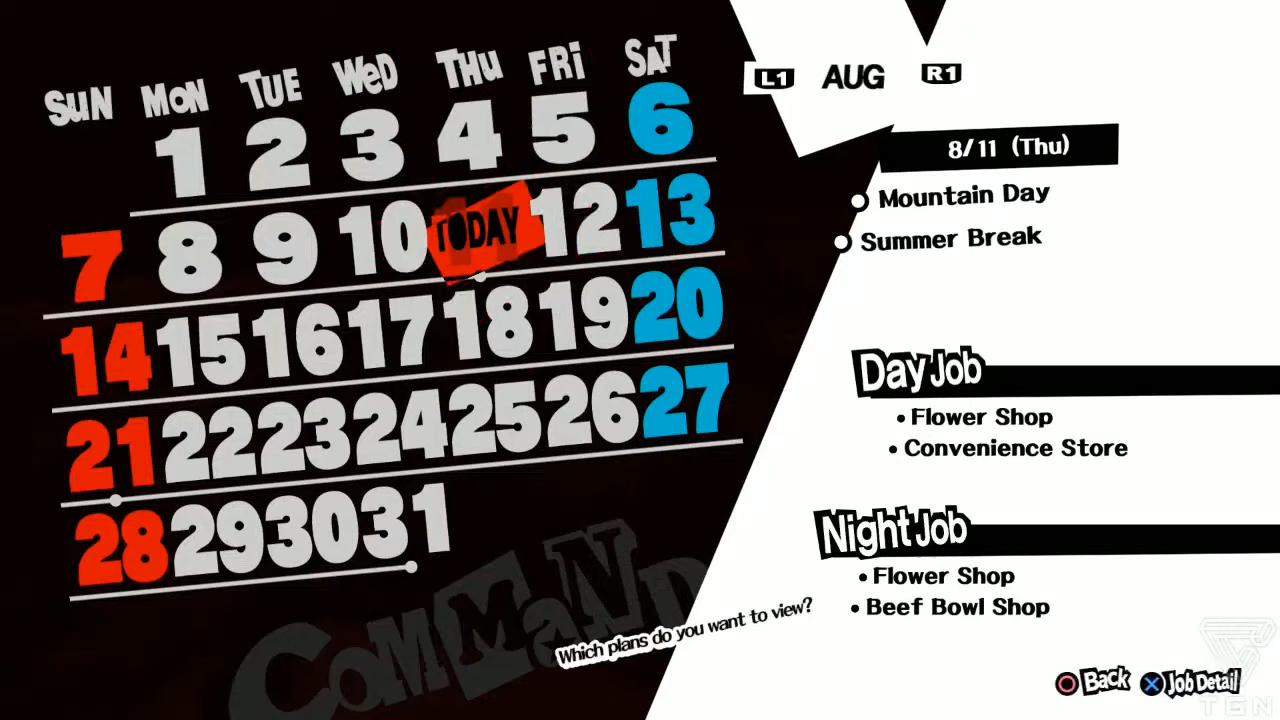 SUN MON TUE WED THU FRI SAT
1 2 3 4 5 6
7 8 9 10 TODAY 12 13
14 15 16 17 18 19 20
21 22 23 24 25 26 27
28 29 30 31
COMMAND
Which plans do you want to view?
L1 AUG R1
8/11 (Thu)
Mountain Day
Summer Break
Day Job
• Flower Shop
• Convenience Store
Night Job
• Flower Shop
• Beef Bowl Shop
Back Job Detail
TGN